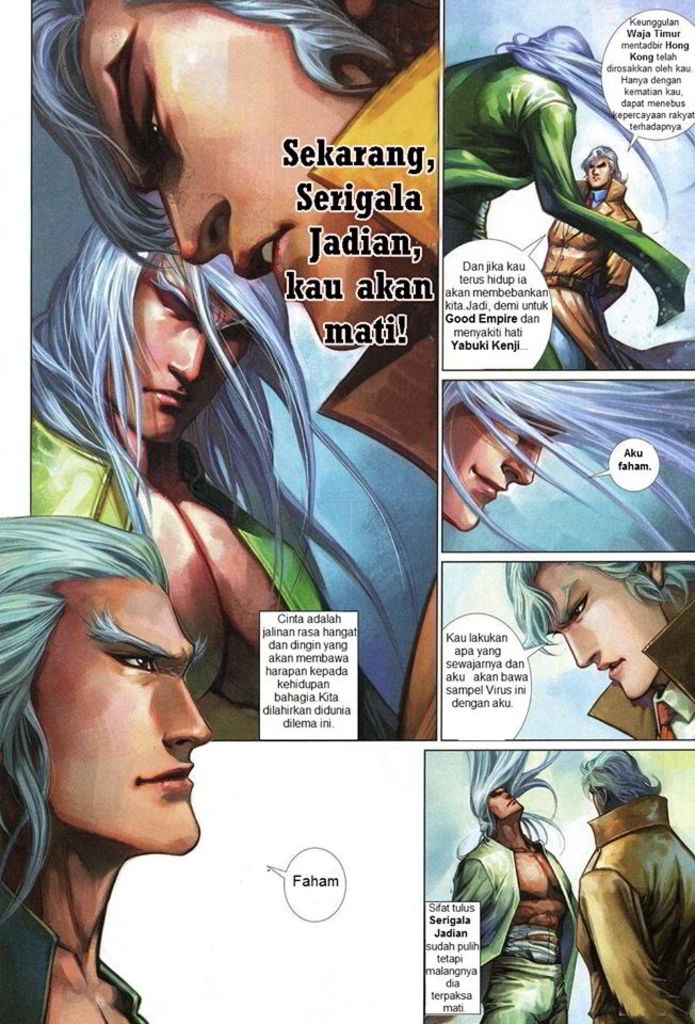 Sekarang,
Serigala
Jadian,
kau akan
mati!
Keunggulan
Waja Timur
mentadbir Hong
Kong telah
dirosakkan oleh kau.
Hanya dengan
kematian kau,
dapat menebus
kepercayaan rakyat
terhadapnya.
Dan jika kau
terus hidup ia
akan membebankan
kita.Jadi, demi untuk
Good Empire dan
menyakiti hati
Yabuki Kenji...
Aku
faham.
Kau lakukan
apa yang
sewajarnya dan
aku akan bawa
sampel Virus ini
dengan aku.
Cinta adalah
jalinan rasa hangat
dan dingin yang
akan membawa
harapan kepada
kehidupan
bahagia.Kita
dilahirkan didunia
dilema ini.
Faham
Sifat tulus
Serigala
Jadian
sudah pulih
tetapi
malangnya
dia
terpaksa
mati.